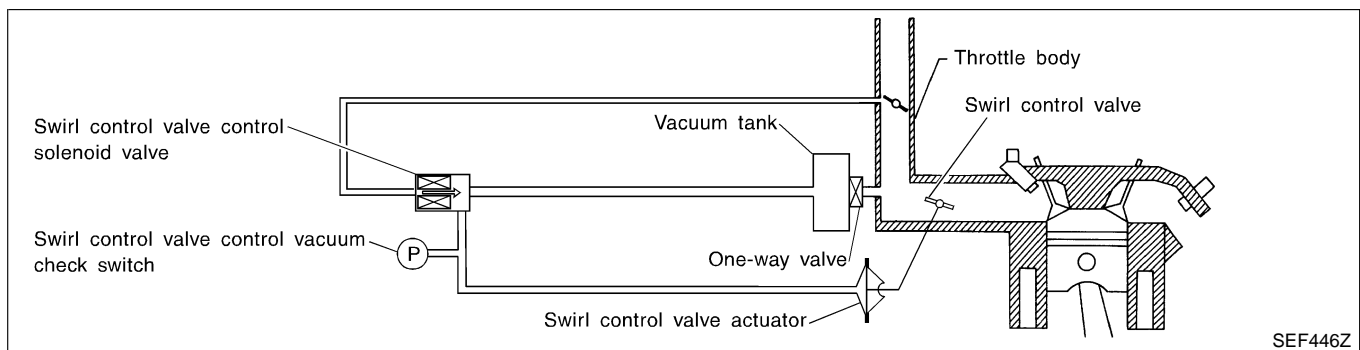 Throttle body
Swirl control valve
Swirl control valve control
solenoid valve
Vacuum tank
Swirl control valve control vacuum
check switch
P
One-way valve
Swirl control valve actuator
SEF446Z